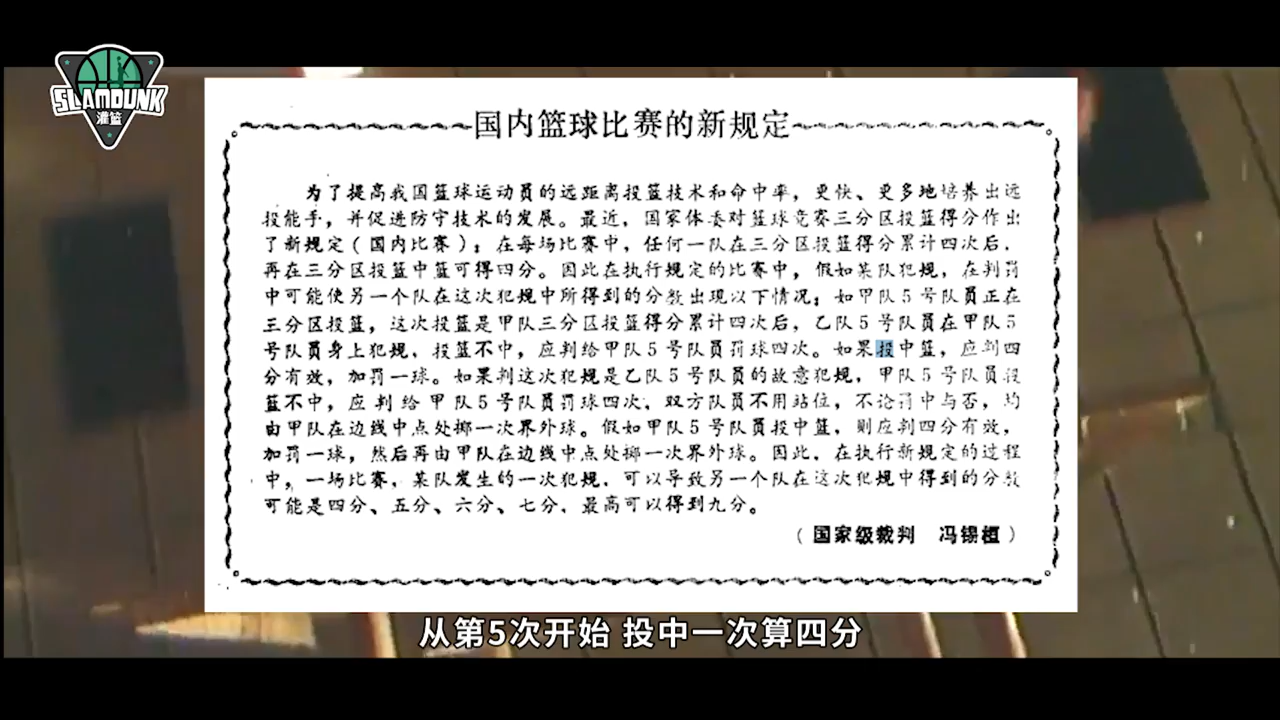 SLAMDUNK
灌篮
国内篮球比赛的新规定
为了提高我国篮球运动员的远距离投篮技术和命中率，更快、更多地培养出远
投能手，并促进防守技术的发展。最近，国家体委对篮球竞赛三分区投篮得分作出
了新规定（国内比赛）；在每场比赛中，任何一队在三分区投篮得分累计四次后，
再在三分区投篮中篮可得四分。因此在执行规定的比赛中，假如某队犯规，在判罚
中可能使另一个队在这次犯规中所得到的分数出现以下情况；如甲队5号队员正在
三分区投篮，这次投篮是甲队三分区投篮得分累计四次后，乙队5号队员在甲队5
号队员身上犯规，投篮不中，应判给甲队5号队员罚球四次。如果投中篮，应判四
分有效，加罚一球。如果判这次犯规是乙队5号队员的故意犯规，甲队5号队员投
篮不中，应判给甲队5号队员罚球四次，双方队员不用站位，不论罚中与否，均
由甲队在边线中点处掷一次界外球。假如甲队5号队员投中篮，则应判四分有效，
加罚一球，然后再由甲队在边线中点处掷一次界外球。因此，在执行新规定的过程
中，一场比赛，某队发生的一次犯规，可以导致另一个队在这次犯规中得到的分数
可能是四分、五分、六分、七分，最高可以得到九分。
（国家级裁判 冯锡植）
从第5次开始 投中一次算四分